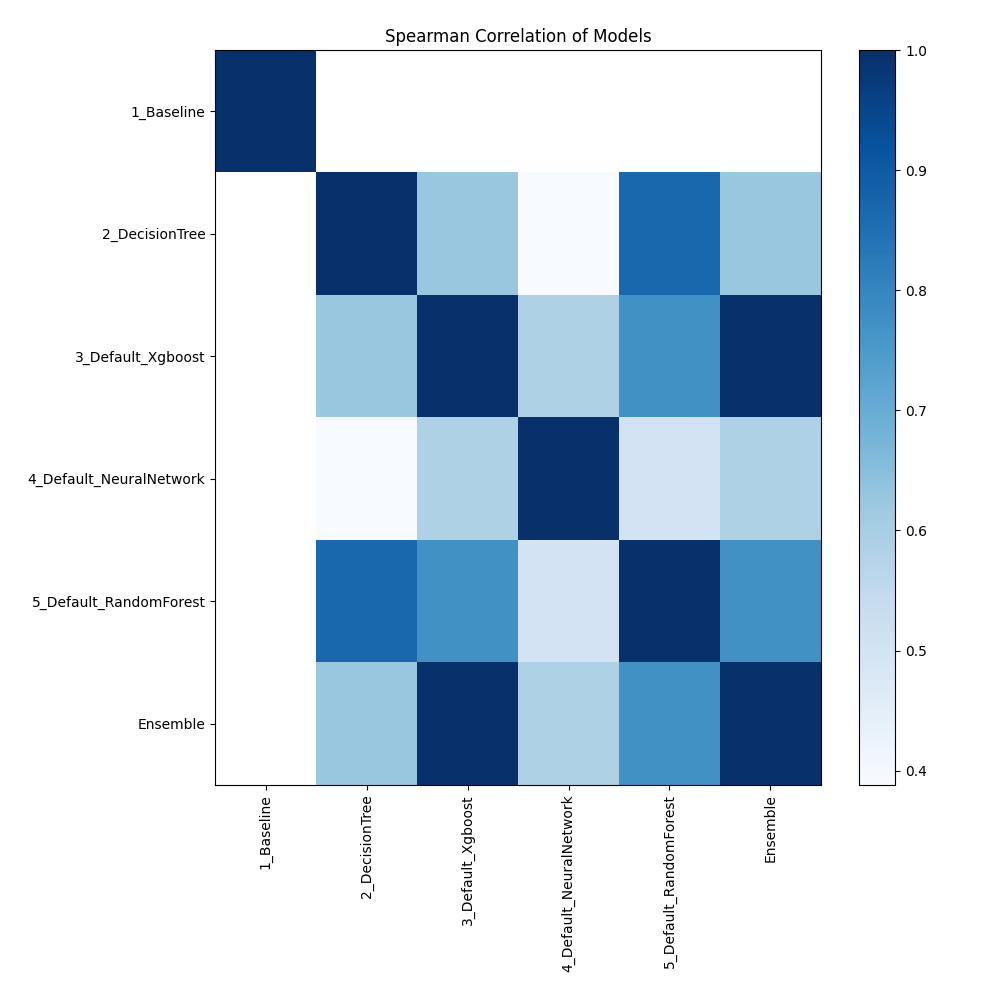 Spearman Correlation of Models
1_Baseline
2_DecisionTree
3_Default_Xgboost
4_Default_NeuralNetwork
5_Default_RandomForest
Ensemble
1_Baseline
2_DecisionTree
3_Default_Xgboost
4_Default_NeuralNetwork
5_Default_RandomForest
Ensemble
1.0
0.9
0.8
0.7
0.6
0.5
0.4